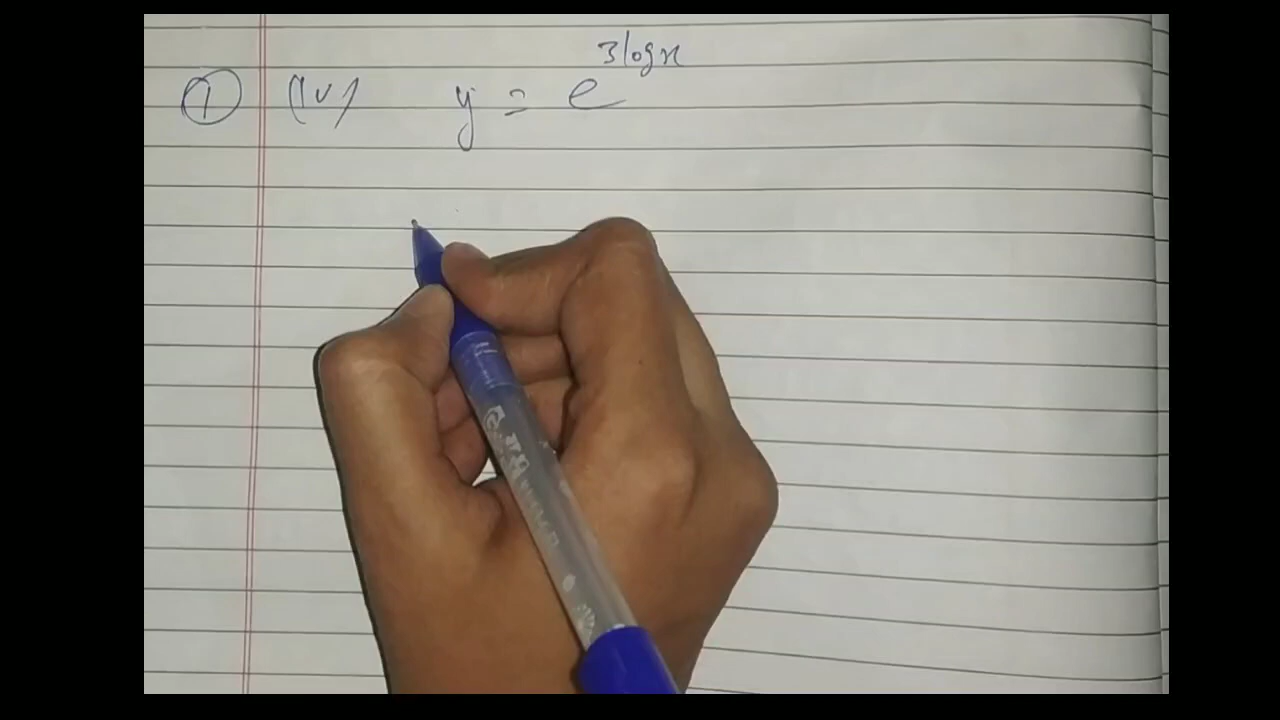 ① (iv) y = e^{3logx}